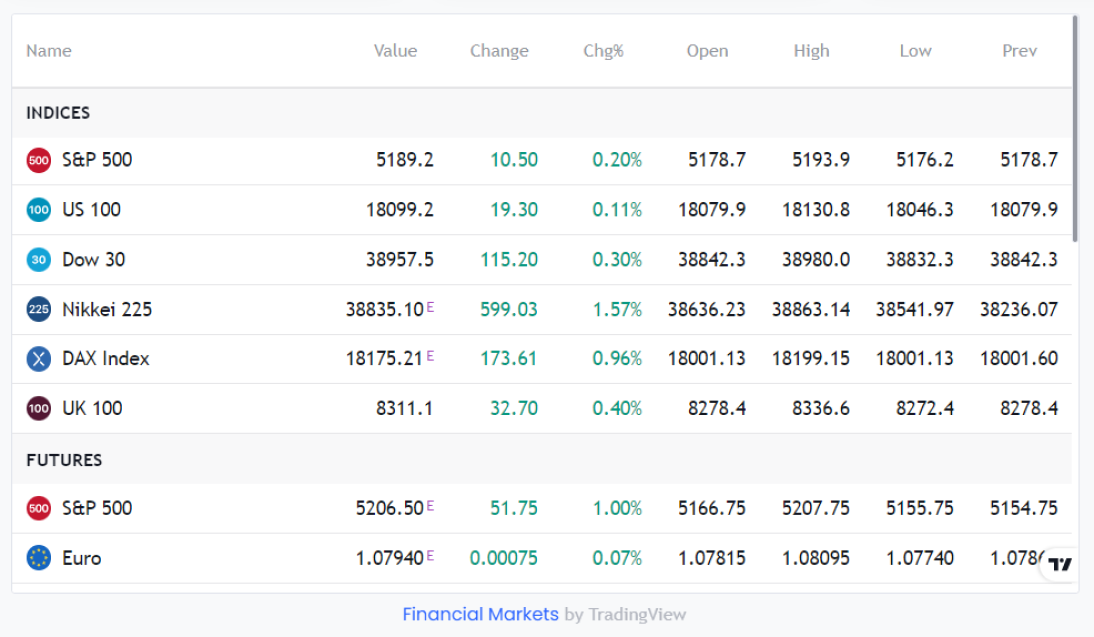 Name Value Change Chg% Open High Low Prev
INDICES
500 S&P 500 5189.2 10.50 0.20% 5178.7 5193.9 5176.2 5178.7
100 US 100 18099.2 19.30 0.11% 18079.9 18130.8 18046.3 18079.9
30 Dow 30 38957.5 115.20 0.30% 38842.3 38980.0 38832.3 38842.3
225 Nikkei 225 38835.10 E 599.03 1.57% 38636.23 38863.14 38541.97 38236.07
DAX Index 18175.21 E 173.61 0.96% 18001.13 18199.15 18001.13 18001.60
100 UK 100 8311.1 32.70 0.40% 8278.4 8336.6 8272.4 8278.4
FUTURES
500 S&P 500 5206.50 E 51.75 1.00% 5166.75 5207.75 5155.75 5154.75
Euro 1.07940 E 0.00075 0.07% 1.07815 1.08095 1.07740
Financial Markets by TradingView